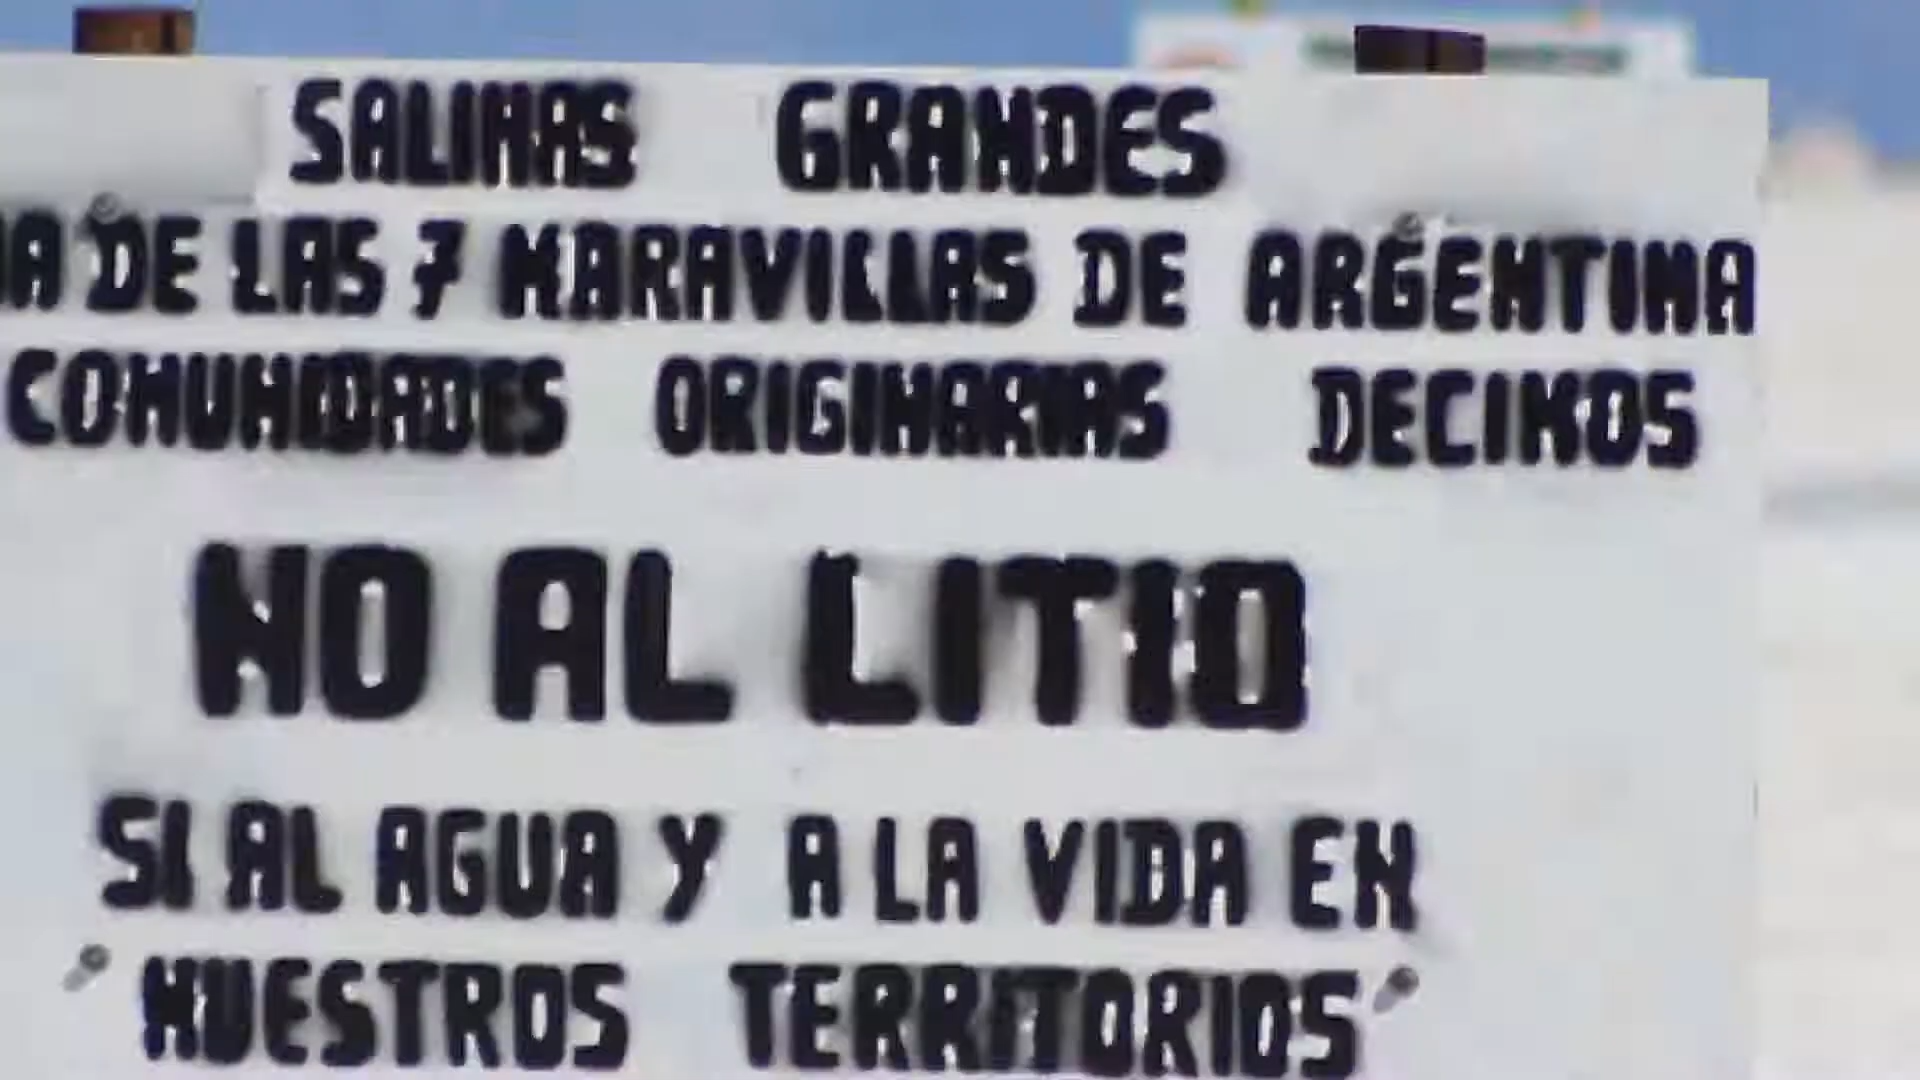 SALINAS GRANDES
A DE LAS 7 MARAVILLAS DE ARGENTINA
COMUNIDADES ORIGINARIAS DECIMOS
NO AL LITIO
SI AL AGUA Y A LA VIDA EN
NUESTROS TERRITORIOS